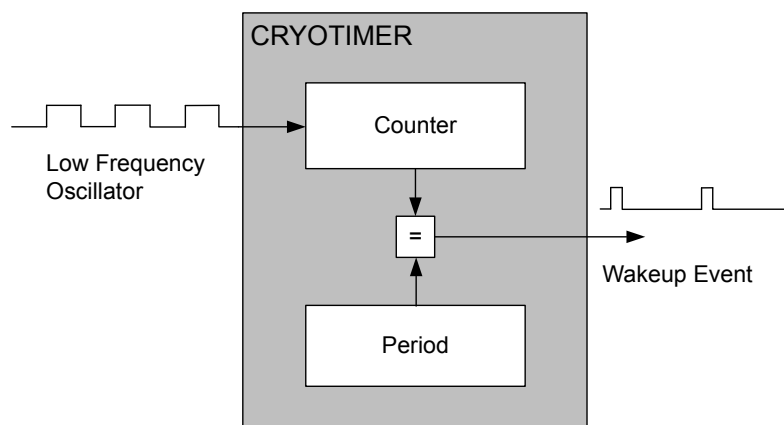 CRYOTIMER
Counter
Low Frequency
Oscillator
=
Wakeup Event
Period